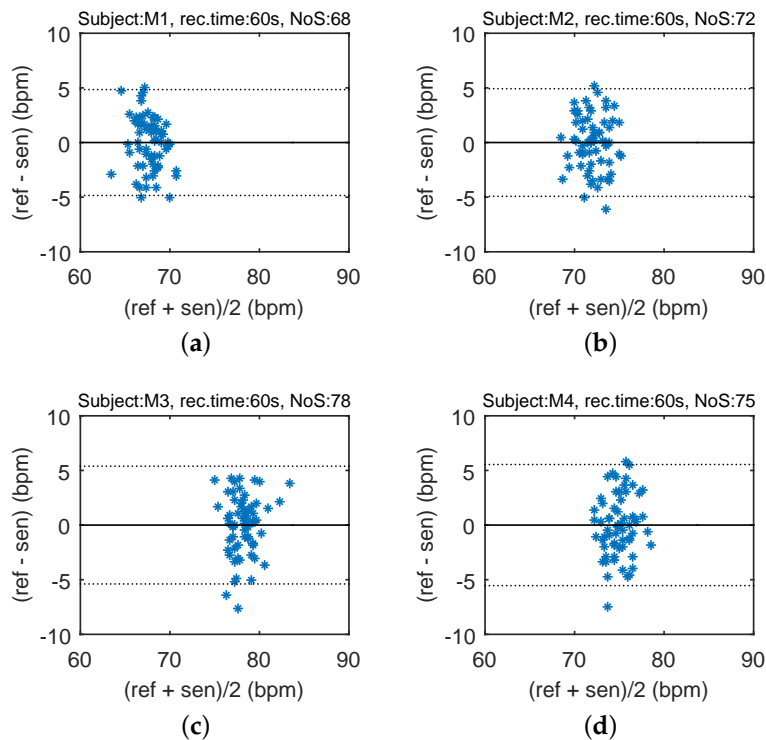 Subject:M1, rec.time:60s, NoS:68
10
5
0
-5
-10
(ref - sen) (bpm)
60
70
80
90
(ref + sen)/2 (bpm)
(a)
Subject:M2, rec.time:60s, NoS:72
10
5
0
-5
-10
(ref - sen) (bpm)
60
70
80
90
(ref + sen)/2 (bpm)
(b)
Subject:M3, rec.time:60s, NoS:78
10
5
0
-5
-10
(ref - sen) (bpm)
60
70
80
90
(ref + sen)/2 (bpm)
(c)
Subject:M4, rec.time:60s, NoS:75
10
5
0
-5
-10
(ref - sen) (bpm)
60
70
80
90
(ref + sen)/2 (bpm)
(d)